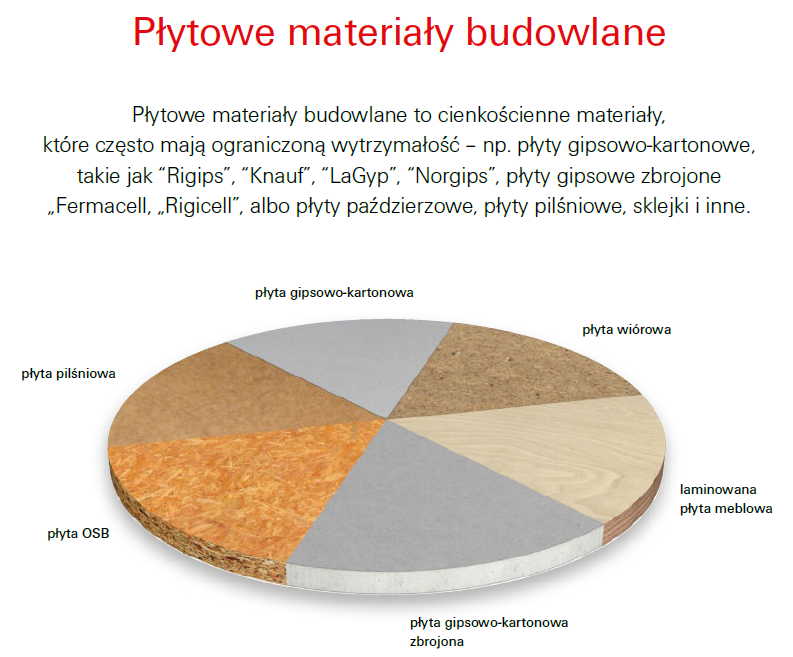 Płytowe materiały budowlane
Płytowe materiały budowlane to cienkościenne materiały,
które często mają ograniczoną wytrzymałość – np. płyty gipsowo-kartonowe,
takie jak “Rigips”, “Knauf”, “LaGyp”, “Norgips”, płyty gipsowe zbrojone
„Fermacell, „Rigicell”, albo płyty paździerzowe, płyty pilśniowe, sklejki i inne.
płyta gipsowo-kartonowa
płyta wiórowa
płyta pilśniowa
laminowana
płyta meblowa
płyta OSB
płyta gipsowo-kartonowa
zbrojona